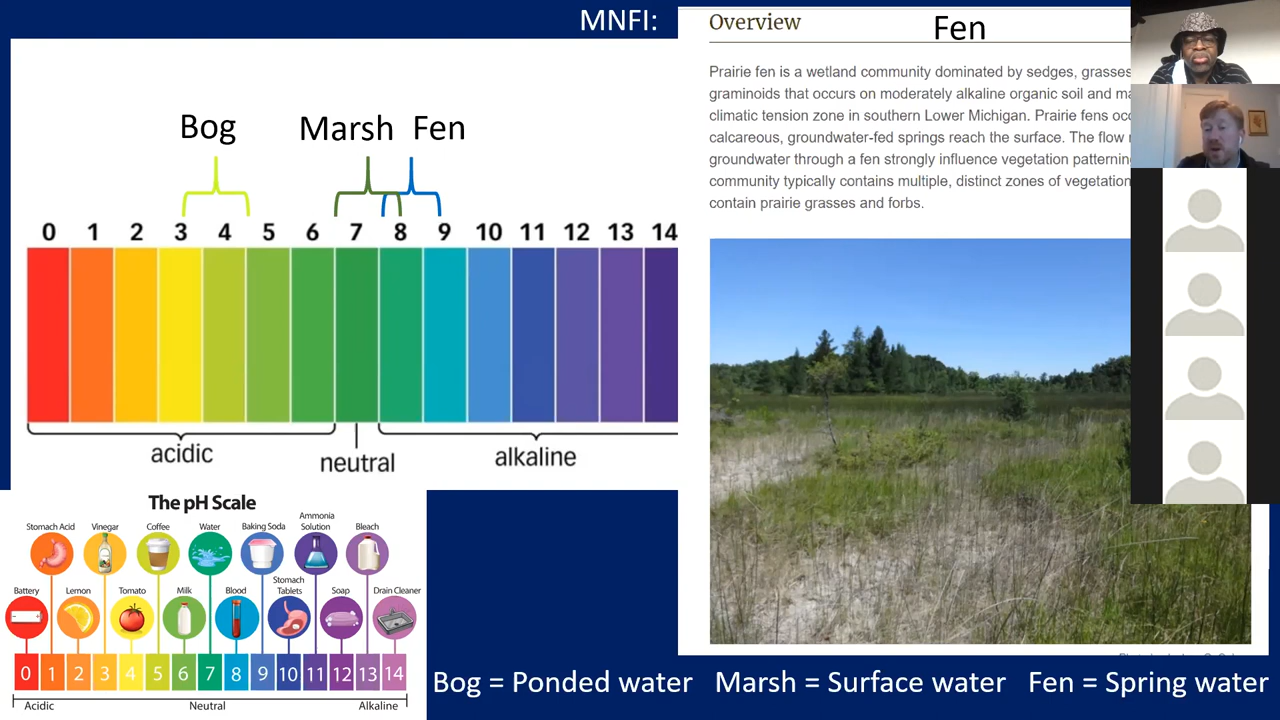 MNFI:
Overview
Fen
Prairie fen is a wetland community dominated by sedges, grasses
graminoids that occurs on moderately alkaline organic soil and
climatic tension zone in southern Lower Michigan. Prairie fens
calcareous, groundwater-fed springs reach the surface. The flow
groundwater through a fen strongly influence vegetation
community typically contains multiple, distinct zones of vegetation
contain prairie grasses and forbs.
Bog Marsh Fen
0 1 2 3 4 5 6 7 8 9 10 11 12 13 14
acidic
neutral
alkaline
The pH Scale
Stomach Acid Vinegar Coffee Water Baking Soda Ammonia Solution Bleach
Battery Lemon Tomato Milk Blood Stomach Tablets Soap Drain Cleaner
0 1 2 3 4 5 6 7 8 9 10 11 12 13 14
Acidic Neutral Alkaline
Bog = Ponded water Marsh = Surface water Fen = Spring water